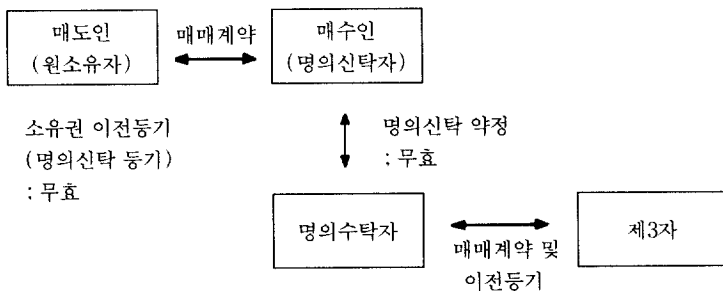 매도인
(원소유자)
매매계약
매수인
(명의신탁자)
소유권 이전등기
(명의신탁 등기)
: 무효
명의신탁 약정
: 무효
명의수탁자
매매계약 및
이전등기
제3자